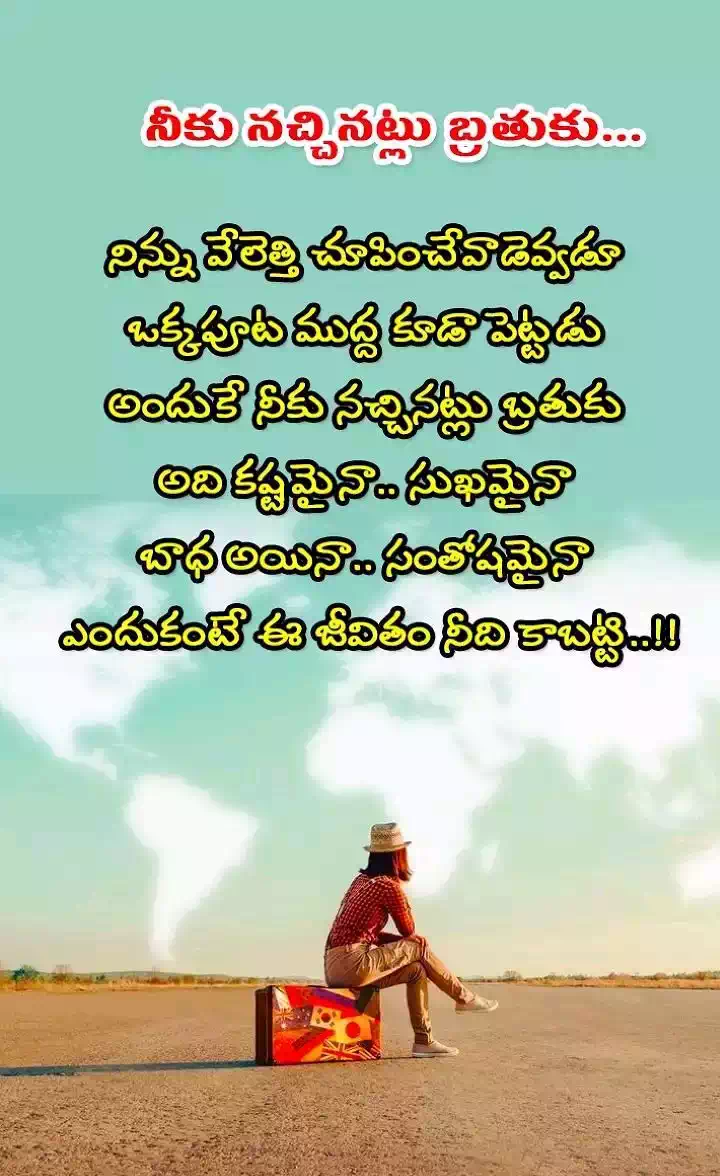 నీకు నచ్చినట్లు బ్రతుకు...
నిన్ను వేలెత్తి చూపించేవాడెవ్వడూ
ఒక్కపూట ముద్ద కూడా పెట్టడు
అందుకే నీకు నచ్చినట్లు బ్రతుకు
అది కష్టమైనా.. సుఖమైనా
బాధ అయినా.. సంతోషమైనా
ఎందుకంటే ఈ జీవితం నీది కాబట్టి..!!